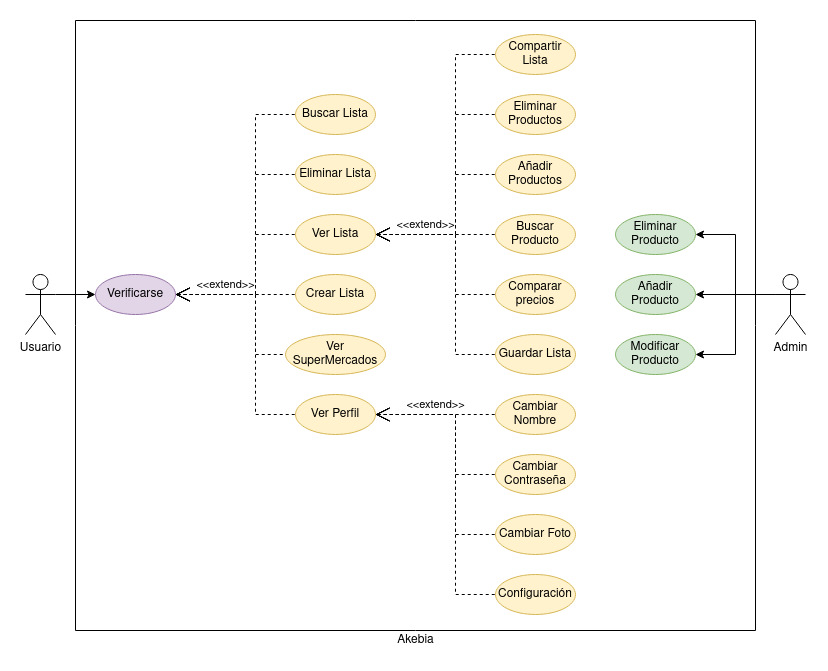 Compartir
Lista
Buscar Lista
Eliminar
Productos
Eliminar Lista
Añadir
Productos
Ver Lista
<<extend>>
Buscar
Producto
Eliminar
Producto
Usuario
Verificarse
<<extend>>
Crear Lista
Comparar
precios
Añadir
Producto
Admin
Ver
SuperMercados
Guardar Lista
Modificar
Producto
Ver Perfil
<<extend>>
Cambiar
Nombre
Cambiar
Contraseña
Cambiar Foto
Configuración
Akebia